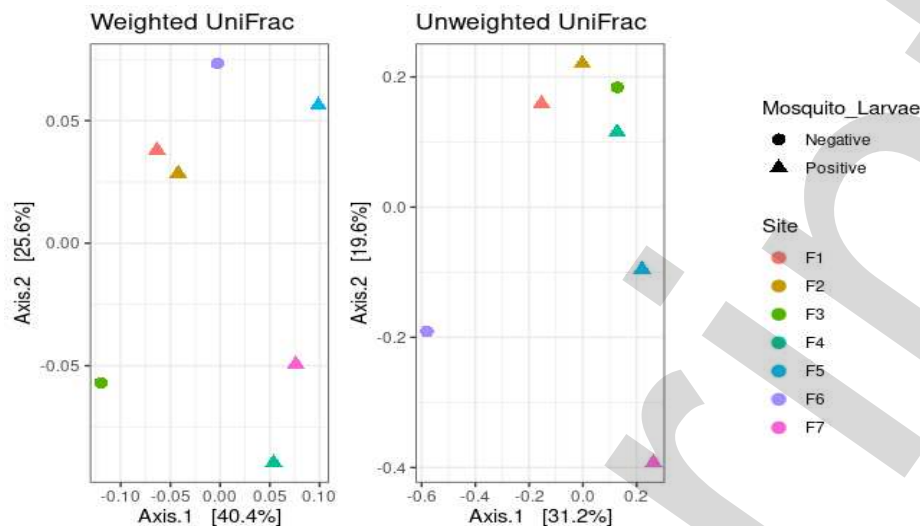 Weighted UniFrac
Unweighted UniFrac
0.05
0.00
-0.05
Axis.2 [25.6%]
-0.10 -0.05 0.00 0.05 0.10
Axis.1 [40.4%]
0.2
0.0
-0.2
-0.4
Axis.2 [19.6%]
-0.6 -0.4 -0.2 0.0 0.2
Axis.1 [31.2%]
Mosquito_Larvae
Negative
Positive
Site
F1
F2
F3
F4
F5
F6
F7